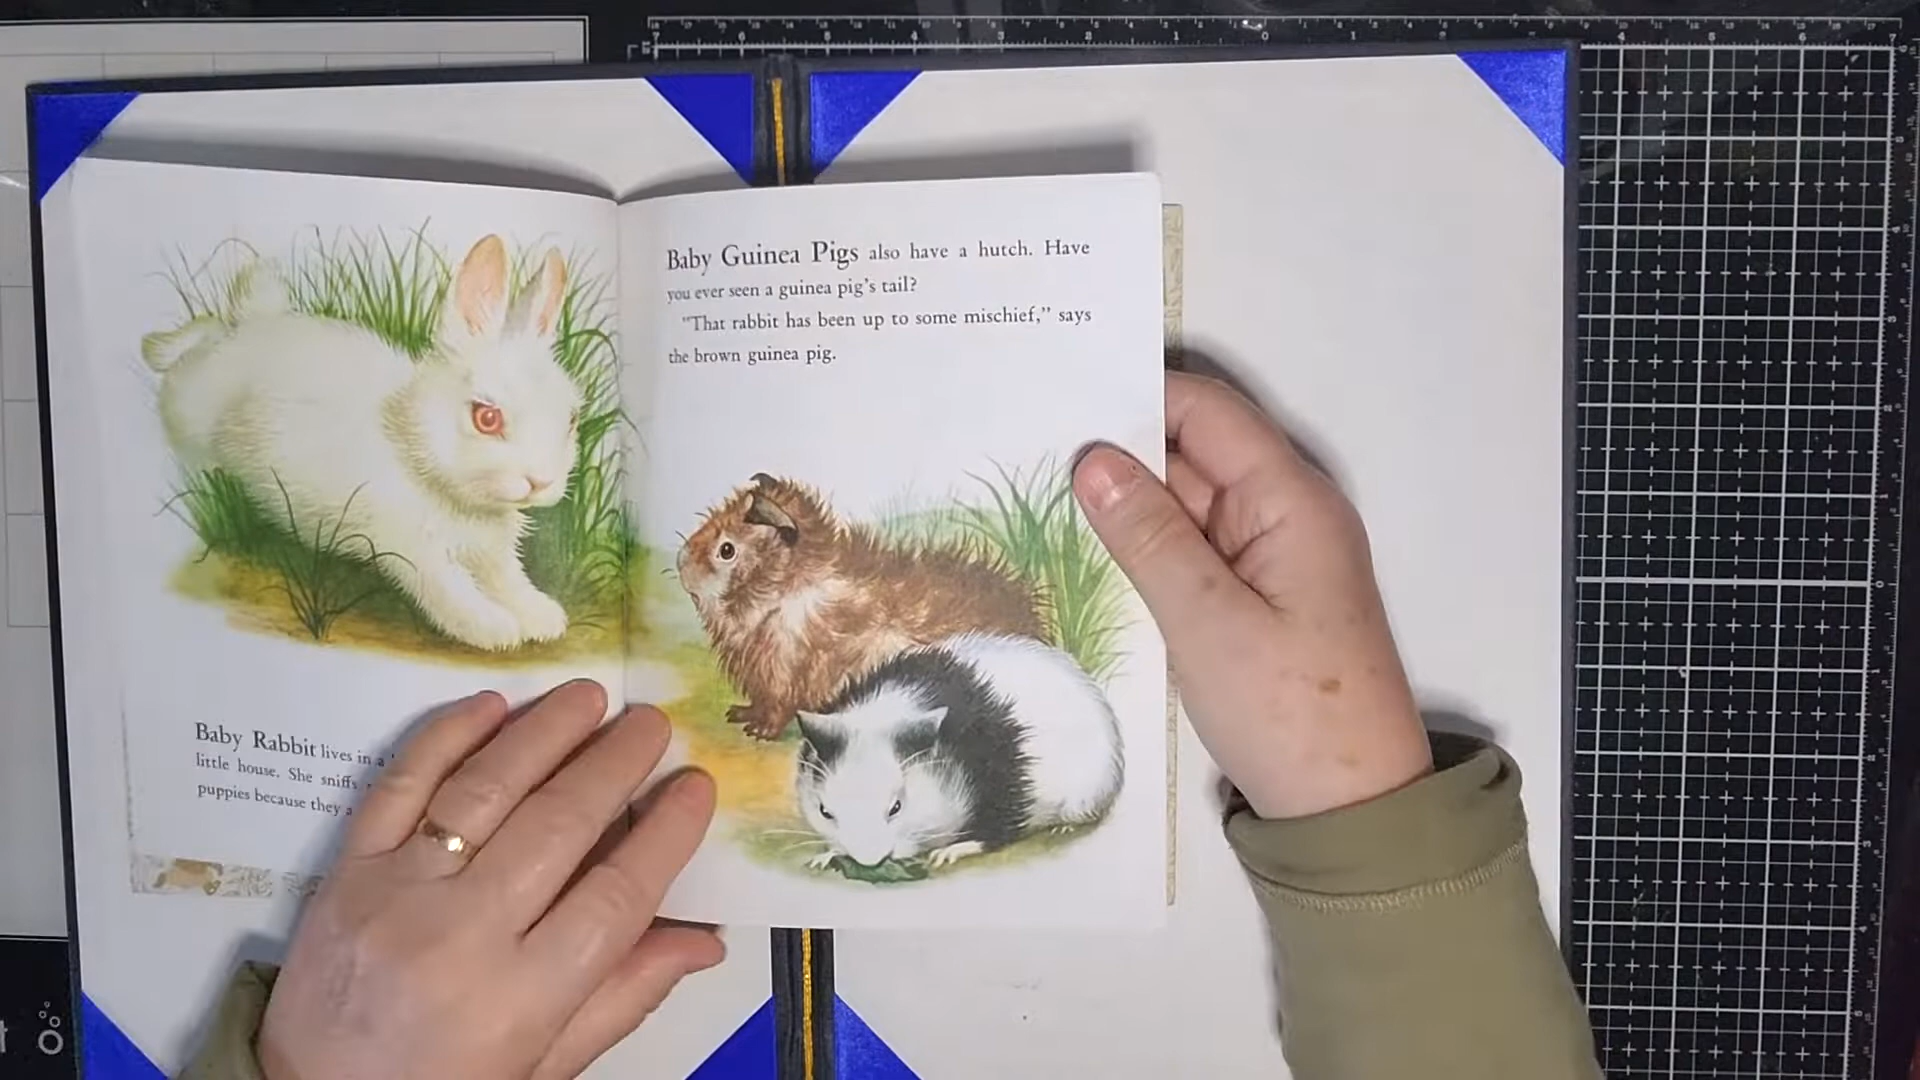 Baby Rabbit lives in a
little house. She sniffs
puppies because they a
Baby Guinea Pigs also have a hutch. Have
you ever seen a guinea pig's tail?
"That rabbit has been up to some mischief," says
the brown guinea pig.